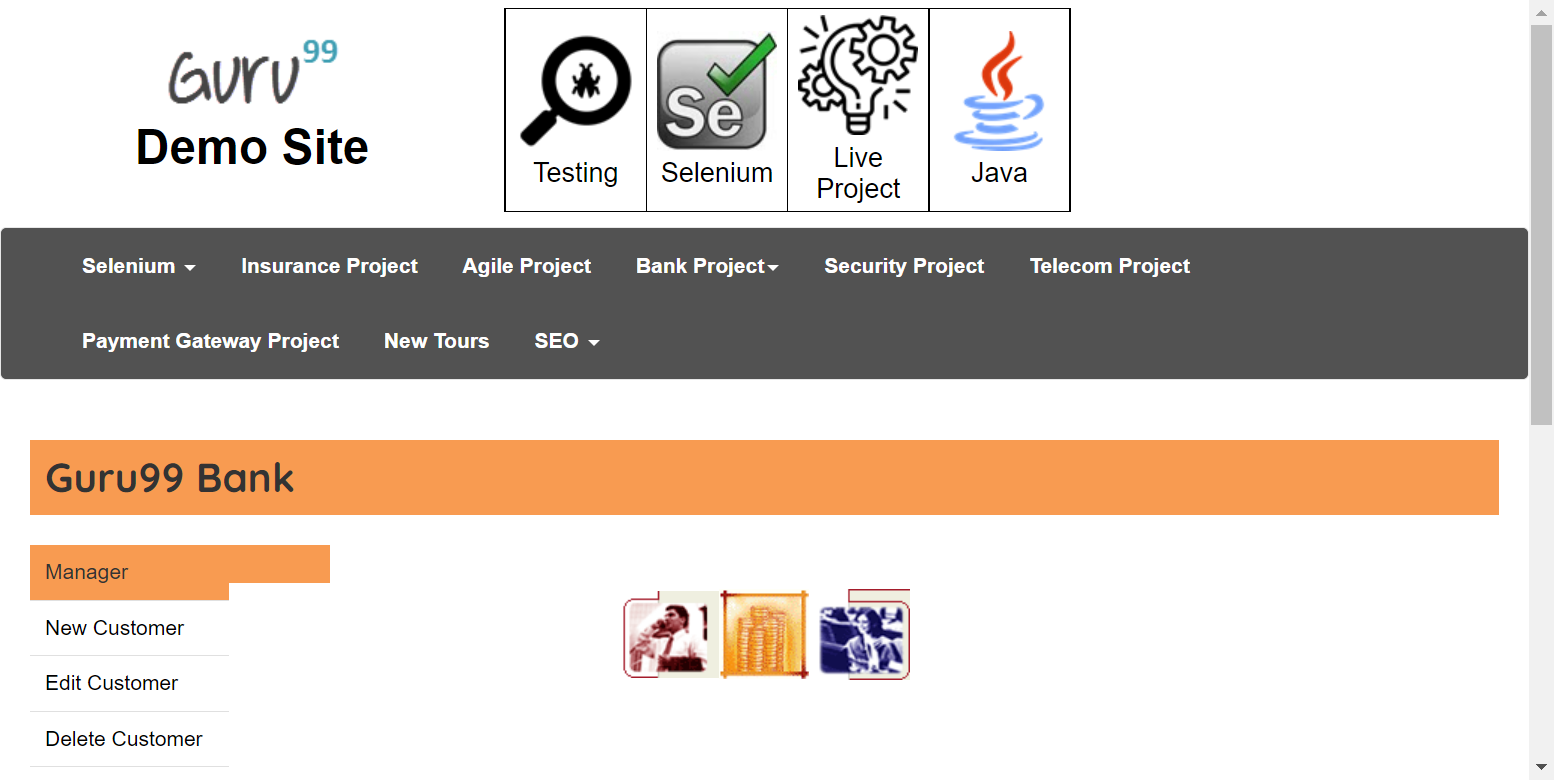 Guru99
Demo Site
Testing
Se
Selenium
Live
Project
Java
Selenium
Insurance Project
Agile Project
Bank Project
Security Project
Telecom Project
Payment Gateway Project
New Tours
SEO
Guru99 Bank
Manager
New Customer
Edit Customer
Delete Customer